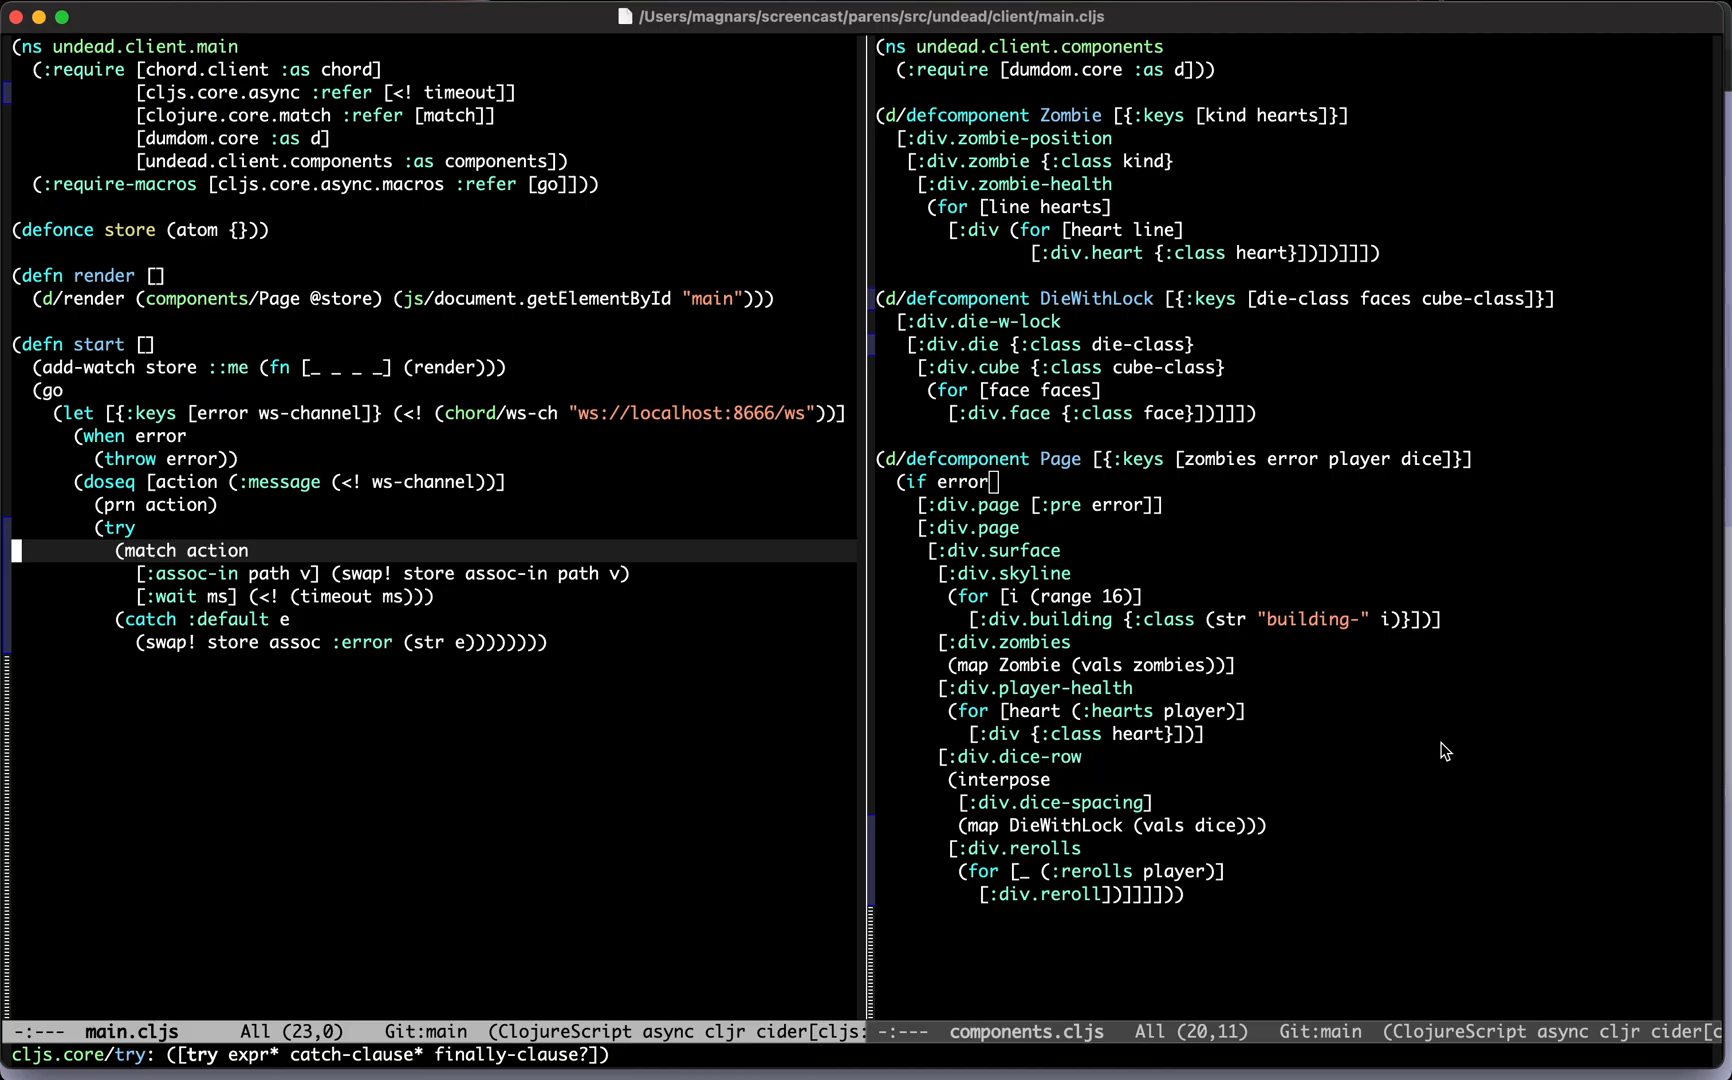 /Users/magnars/screencast/parens/src/undead/client/main.cljs
(ns undead.client.main
  (:require [chord.client :as chord]
            [cljs.core.async :refer [<! timeout]]
            [clojure.core.match :refer [match]]
            [dumdom.core :as d]
            [undead.client.components :as components])
  (:require-macros [cljs.core.async.macros :refer [go]]))
(defonce store (atom {}))
(defn render []
  (d/render (components/Page @store) (js/document.getElementById "main")))
(defn start []
  (add-watch store ::me (fn [_ _ _ _] (render)))
  (go
    (let [{:keys [error ws-channel]} (<! (chord/ws-ch "ws://localhost:8666/ws"))]
      (when error
        (throw error))
      (doseq [action (:message (<! ws-channel))]
        (prn action)
        (try
          (match action
            [:assoc-in path v] (swap! store assoc-in path v)
            [:wait ms] (<! (timeout ms)))
          (catch :default e
            (swap! store assoc :error (str e))))))))
-:---  main.cljs      All (23,0)    Git:main  (ClojureScript async cljr cider[cljs:
(ns undead.client.components
  (:require [dumdom.core :as d]))
(d/defcomponent Zombie [{:keys [kind hearts]}]
  [:div.zombie-position
   [:div.zombie {:class kind}
    [:div.zombie-health
     (for [line hearts]
       [:div (for [heart line]
               [:div.heart {:class heart}])])]]])
(d/defcomponent DieWithLock [{:keys [die-class faces cube-class]}]
  [:div.die-w-lock
   [:div.die {:class die-class}
    [:div.cube {:class cube-class}
     (for [face faces]
       [:div.face {:class face}])]]])
(d/defcomponent Page [{:keys [zombies error player dice]}]
  (if error
    [:div.page [:pre error]]
    [:div.page
     [:div.surface
      [:div.skyline
       (for [i (range 16)]
         [:div.building {:class (str "building-" i)}])]
      [:div.zombies
       (map Zombie (vals zombies))]
      [:div.player-health
       (for [heart (:hearts player)]
         [:div {:class heart}])]
      [:div.dice-row
       (interpose
        [:div.dice-spacing]
        (map DieWithLock (vals dice)))
       [:div.rerolls
        (for [_ (:rerolls player)]
          [:div.reroll])]]]]))
-:---  components.cljs   All (20,11)   Git:main  (ClojureScript async cljr cider[c
cljs.core/try: ([try expr* catch-clause* finally-clause?])